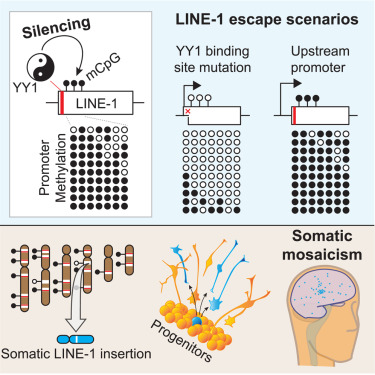 Silencing
YY1
mCpG
LINE-1
Promoter
Methylation
LINE-1 escape scenarios
YY1 binding
site mutation
Upstream
promoter
Somatic LINE-1 insertion
Progenitors
Somatic
mosaicism